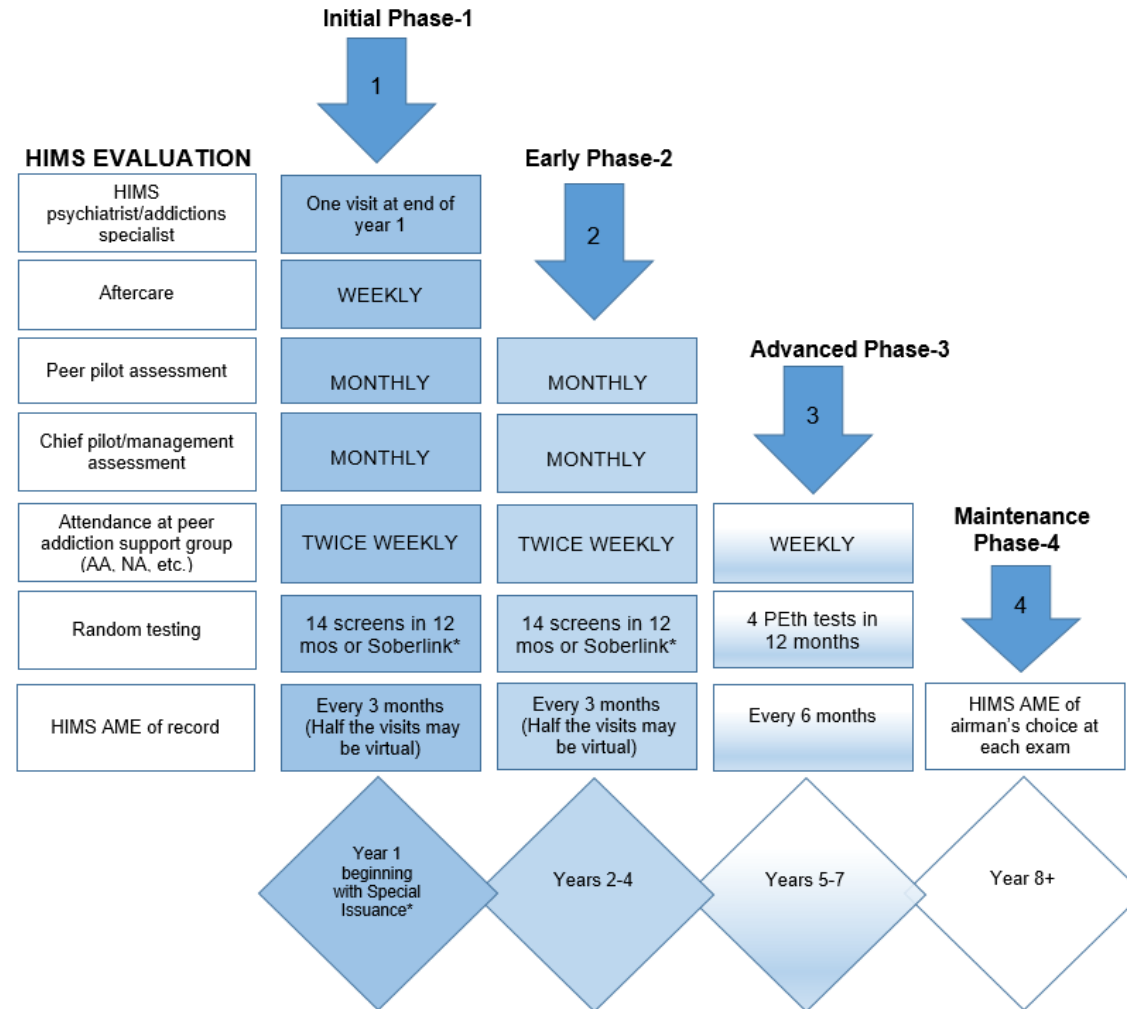 Initial Phase-1
1
HIMS EVALUATION
Early Phase-2
HIMS
psychiatrist/addictions
specialist
One visit at end of
year 1
2
Aftercare
WEEKLY
Advanced Phase-3
Peer pilot assessment
MONTHLY
MONTHLY
3
Chief pilot/management
assessment
MONTHLY
MONTHLY
Maintenance
Phase-4
Attendance at peer
addiction support group
(AA, NA, etc.)
TWICE WEEKLY
TWICE WEEKLY
WEEKLY
4
Random testing
14 screens in 12
mos or Soberlink*
14 screens in 12
mos or Soberlink*
4 PEth tests in
12 months
HIMS AME of record
Every 3 months
(Half the visits may
be virtual)
Every 3 months
(Half the visits may
be virtual)
Every 6 months
HIMS AME of
airman's choice at
each exam
Year 1
beginning
with Special
Issuance*
Years 2-4
Years 5-7
Year 8+